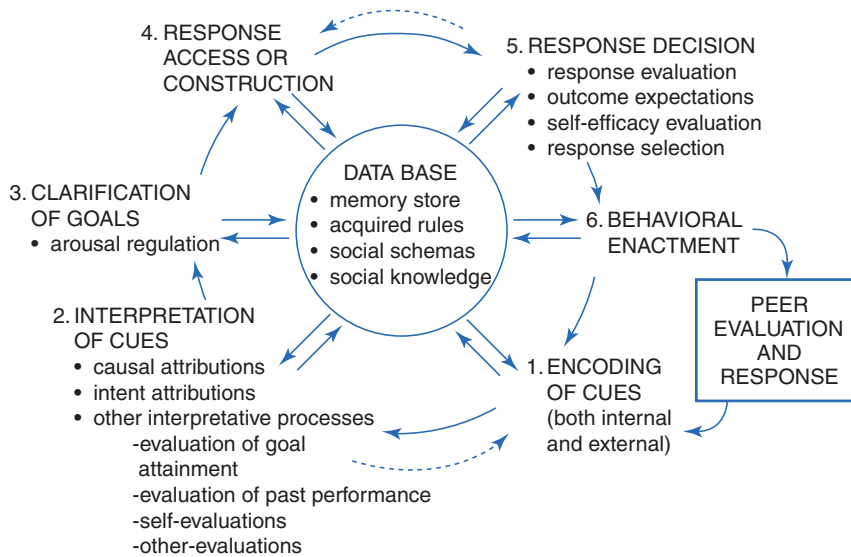 4. RESPONSE
ACCESS OR
CONSTRUCTION
5. RESPONSE DECISION
• response evaluation
• outcome expectations
• self-efficacy evaluation
• response selection
DATA BASE
• memory store
• acquired rules
• social schemas
• social knowledge
3. CLARIFICATION
OF GOALS
• arousal regulation
6. BEHAVIORAL
ENACTMENT
PEER
EVALUATION
AND
RESPONSE
2. INTERPRETATION
OF CUES
• causal attributions
• intent attributions
• other interpretative processes
-evaluation of goal
attainment
-evaluation of past performance
-self-evaluations
-other-evaluations
1. ENCODING
OF CUES
(both internal
and external)